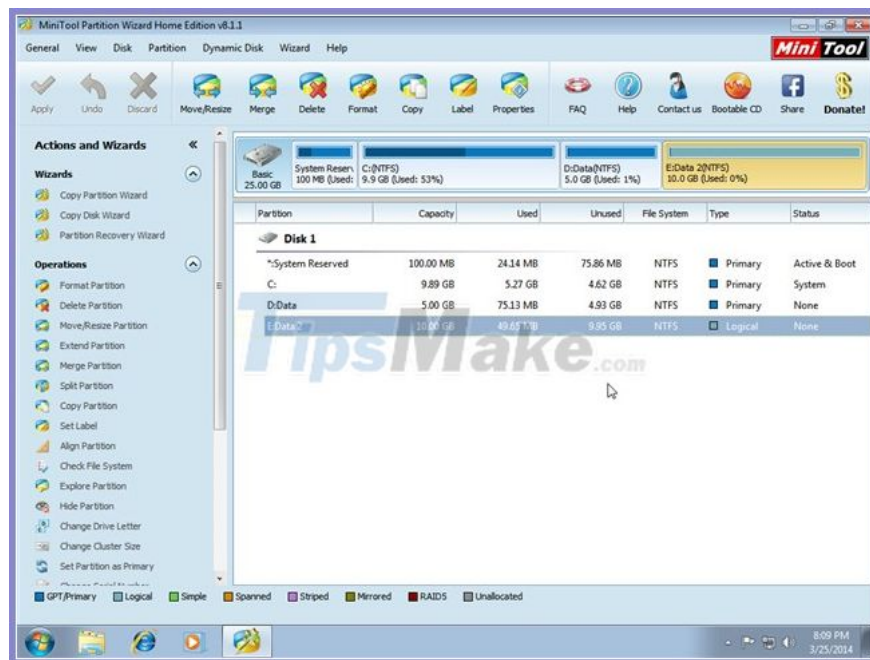 MiniTool Partition Wizard Home Edition v8.1.1
General View Disk Partition Dynamic Disk Wizard Help
Mini Tool
Apply Undo Discard Move/Resize Merge Delete Format Copy Label Properties FAQ Help Contact us Bootable CD Share Donate!
Actions and Wizards
Wizards
Copy Partition Wizard
Copy Disk Wizard
Partition Recovery Wizard
Operations
Format Partition
Delete Partition
Move/Resize Partition
Extend Partition
Merge Partition
Split Partition
Copy Partition
Set Label
Align Partition
Check File System
Explore Partition
Hide Partition
Change Drive Letter
Change Cluster Size
Set Partition as Primary
Basic
25.00 GB
System Reserv
100 MB (Used:
C:(NTFS)
9.9 GB (Used: 53%)
D:Data(NTFS)
5.0 GB (Used: 1%)
E:Data 2(NTFS)
10.0 GB (Used: 0%)
Partition Capacity Used Unused File System Type Status
Disk 1
*:System Reserved 100.00 MB 24.14 MB 75.86 MB NTFS Primary Active & Boot
C: 9.89 GB 5.27 GB 4.62 GB NTFS Primary System
D:Data 5.00 GB 75.13 MB 4.93 GB NTFS Primary None
E:Data 2 10.00 GB 49.65 MB 9.95 GB NTFS Logical None
TipsMake.com
GPT/Primary Logical Simple Spanned Striped Mirrored RAID5 Unallocated
8:09 PM
3/25/2014